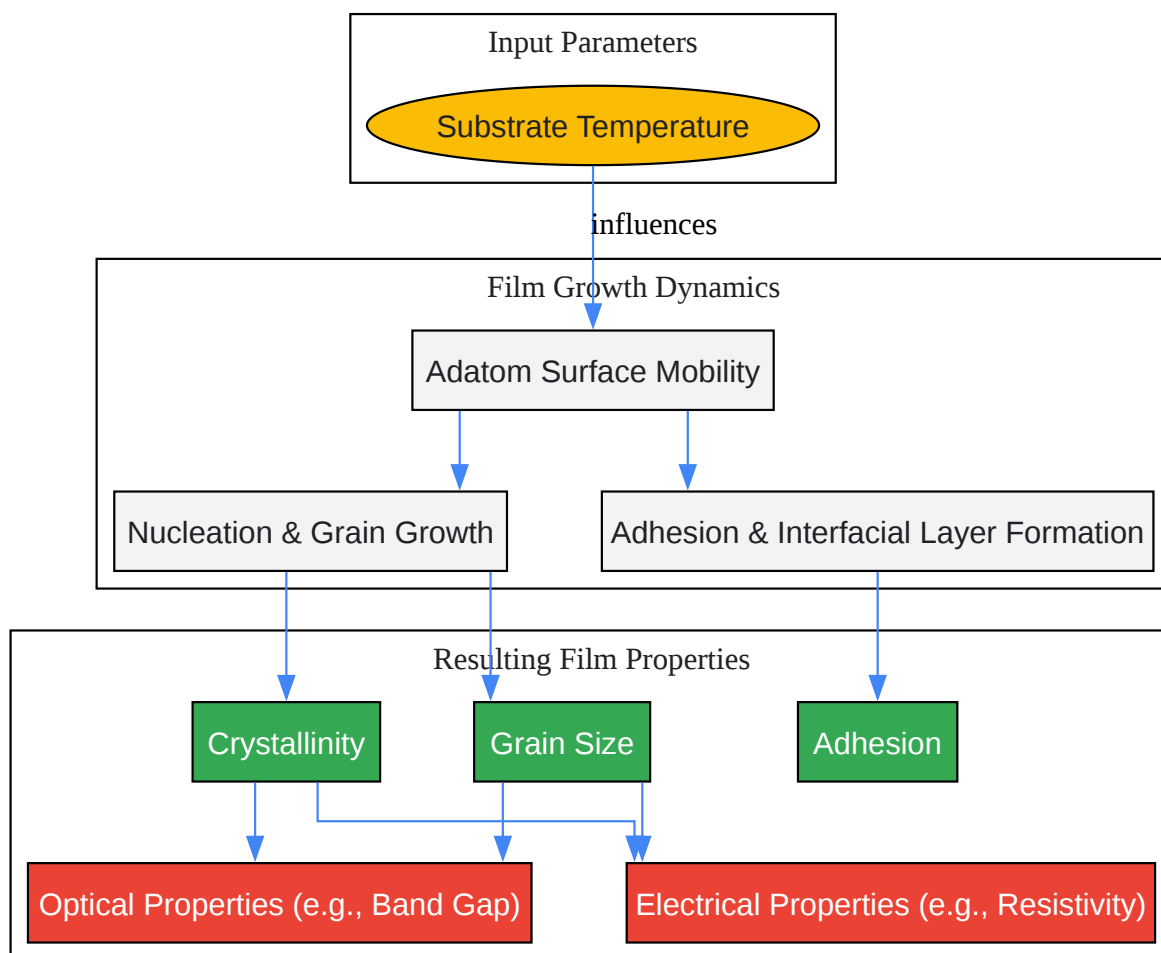 Input Parameters
Substrate Temperature
influences
Film Growth Dynamics
Adatom Surface Mobility
Nucleation & Grain Growth
Adhesion & Interfacial Layer Formation
Resulting Film Properties
Crystallinity
Grain Size
Adhesion
Optical Properties (e.g., Band Gap)
Electrical Properties (e.g., Resistivity)